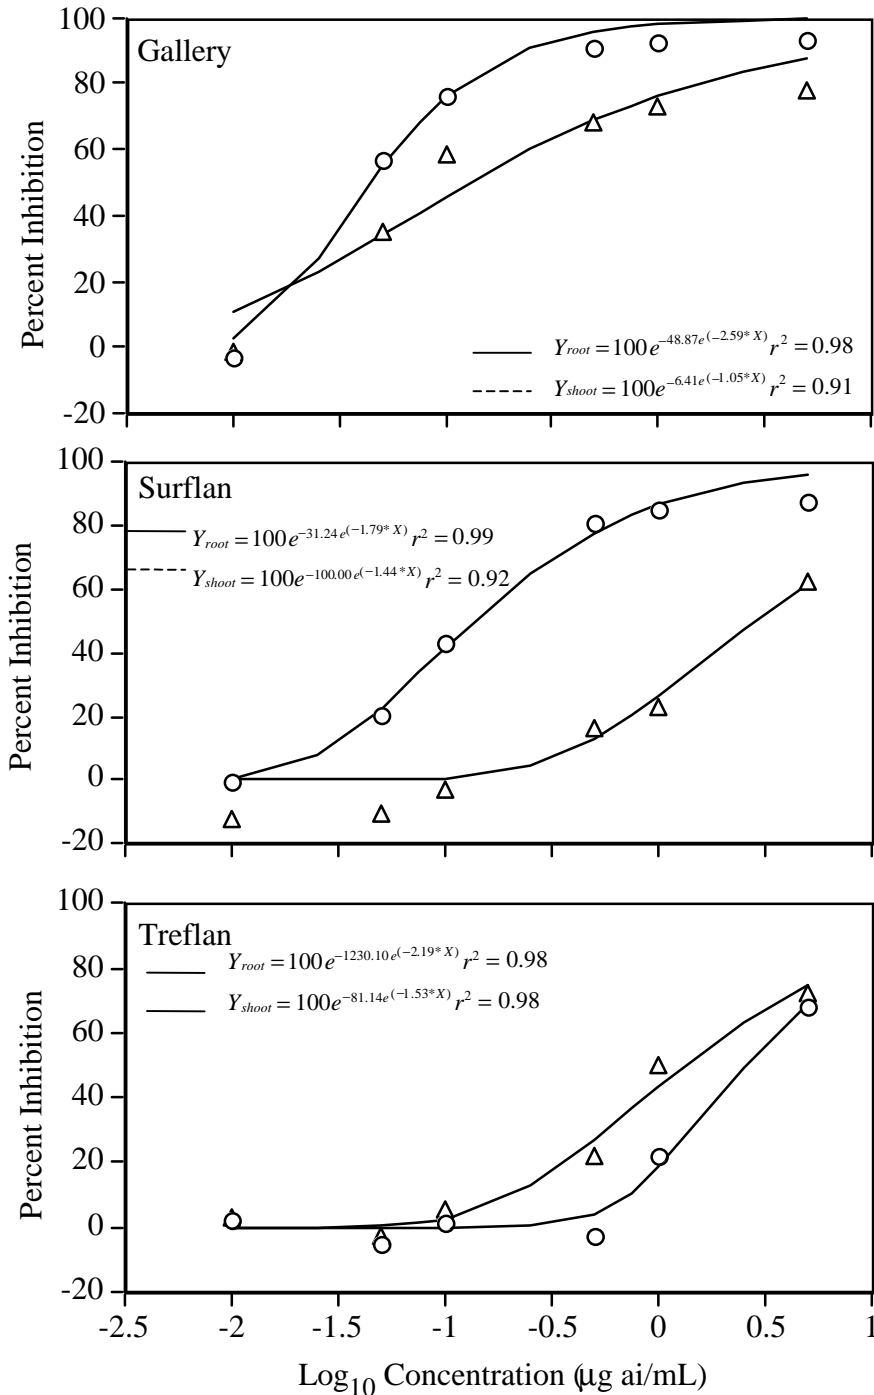 100
Gallery
80
60
40
20
0
-20
Percent Inhibition
Y_root = 100e^{-48.87e^{(-2.59*X)}} r^2 = 0.98
Y_shoot = 100e^{-6.41e^{(-1.05*X)}} r^2 = 0.91
100
Surflan
80
60
40
20
0
-20
Percent Inhibition
Y_root = 100e^{-31.24e^{(-1.79*X)}} r^2 = 0.99
Y_shoot = 100e^{-100.00e^{(-1.44*X)}} r^2 = 0.92
100
Treflan
80
60
40
20
0
-20
Percent Inhibition
Y_root = 100e^{-1230.10e^{(-2.19*X)}} r^2 = 0.98
Y_shoot = 100e^{-81.14e^{(-1.53*X)}} r^2 = 0.98
-2.5 -2 -1.5 -1 -0.5 0 0.5 1
Log10 Concentration (µg ai/mL)